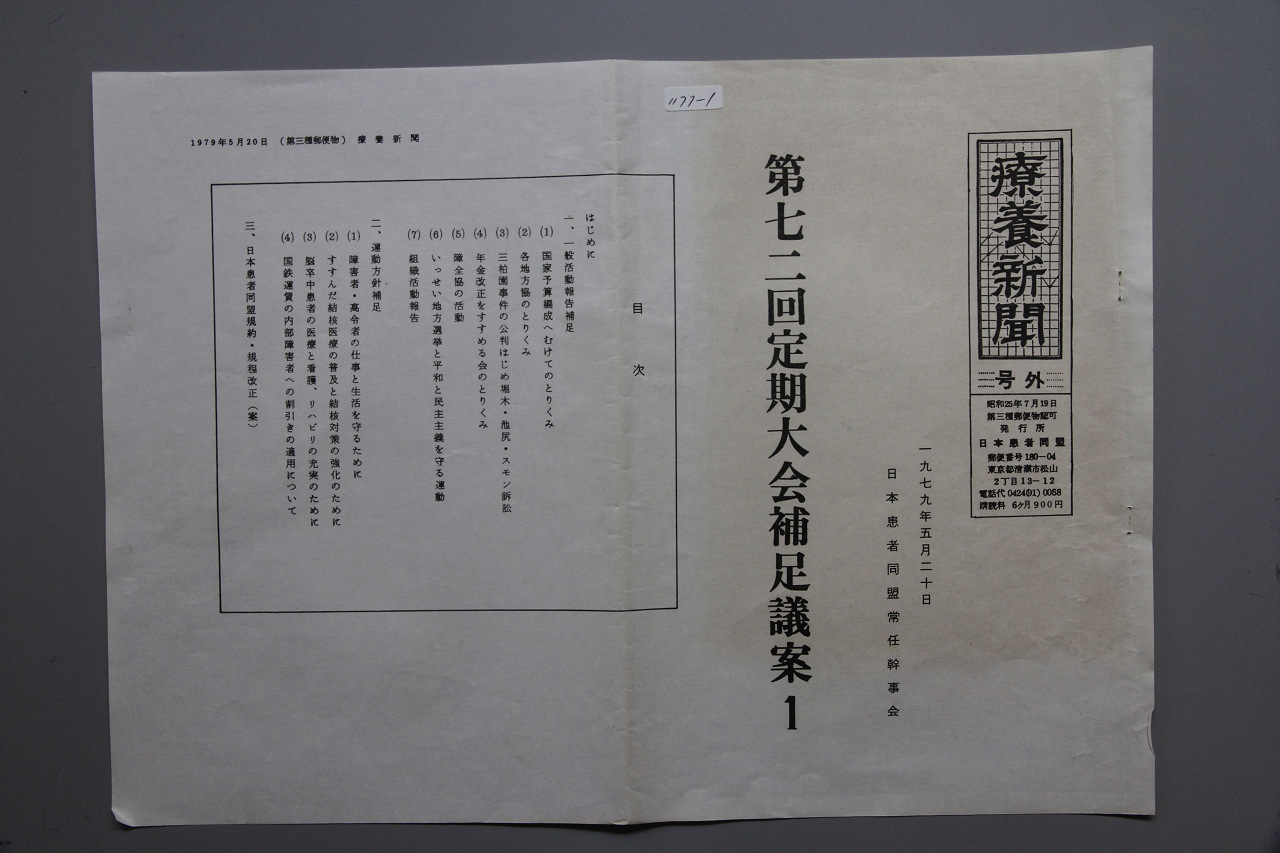 1177-1
療養新聞
号外
昭和25年7月19日
第三種郵便物認可
発行所
日本患者同盟
郵便番号180-04
東京都清瀬市松山
2丁目13-12
電話代0424(91)0058
購読料 6ヶ月900円
一九七九年五月二十日
日本患者同盟常任幹事会
第七二回定期大会補足議案1
1979年5月20日 (第三種郵便物) 療養新聞
目次
はじめに
一、一般活動報告補足
(1) 国家予算編成へむけてのとりくみ
(2) 各地方協のとりくみ
(3) 三柏園事件の公判はじめ堀木・池尻・スモン訴訟
(4) 年金改正をすすめる会のとりくみ
(5) 障全協の活動
(6) いっせい地方選挙と平和と民主主義を守る運動
(7) 組織活動報告
二、運動方針補足
(1) 障害者・高令者の仕事と生活を守るために
(2) すすんだ結核医療の普及と結核対策の強化のために
(3) 脳卒中患者の医療と看護、リハビリの充実のために
(4) 国鉄運賃の内部障害者への割引きの適用について
三、日本患者同盟規約・規程改正(案)